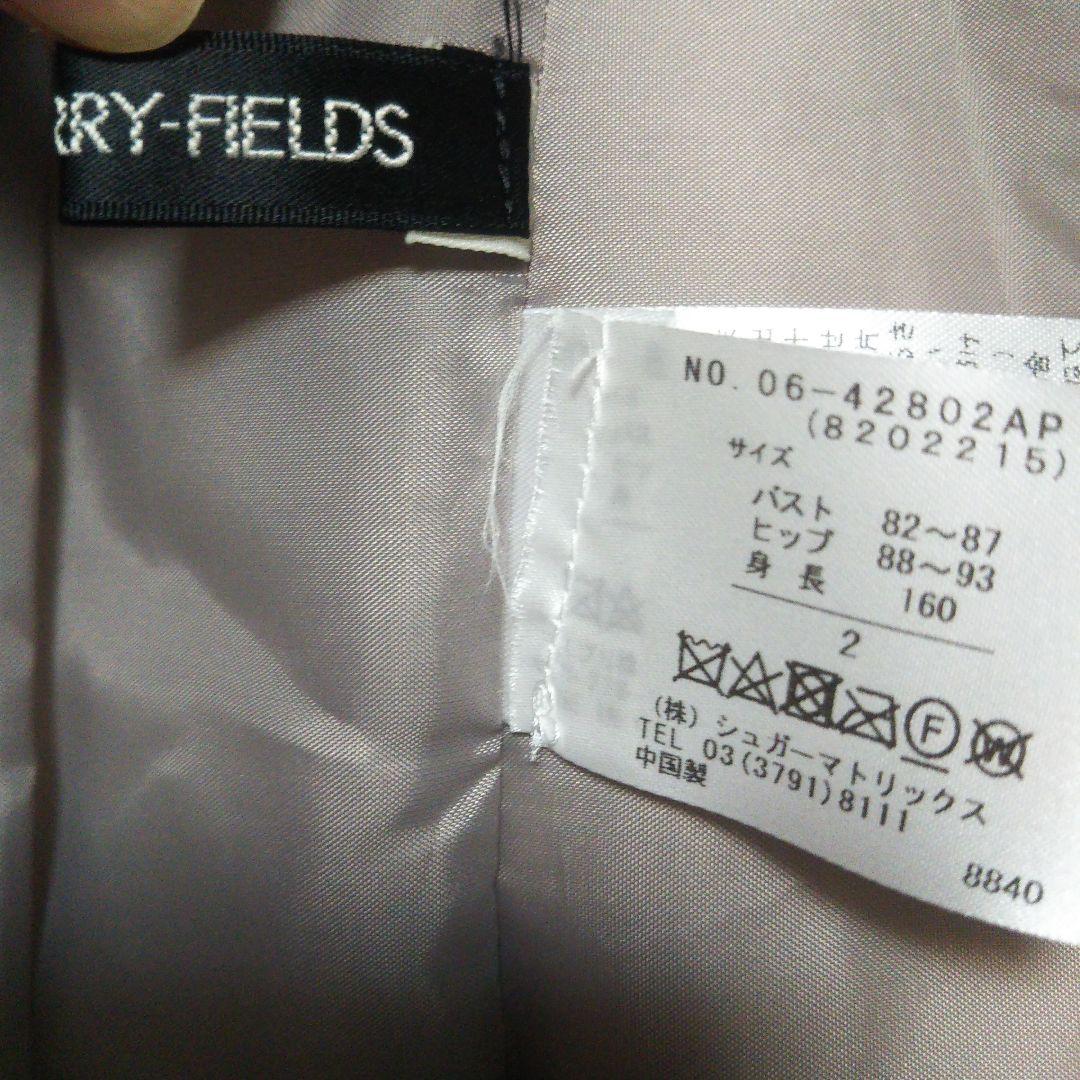 RRY-FIELDS
NO. 06-42802AP
(8202215)
サイズ
バスト 82〜87
ヒップ 88〜93
身長 160
2
F
W
(株) シュガーマトリックス
TEL 03(3791)8111
中国製
8840